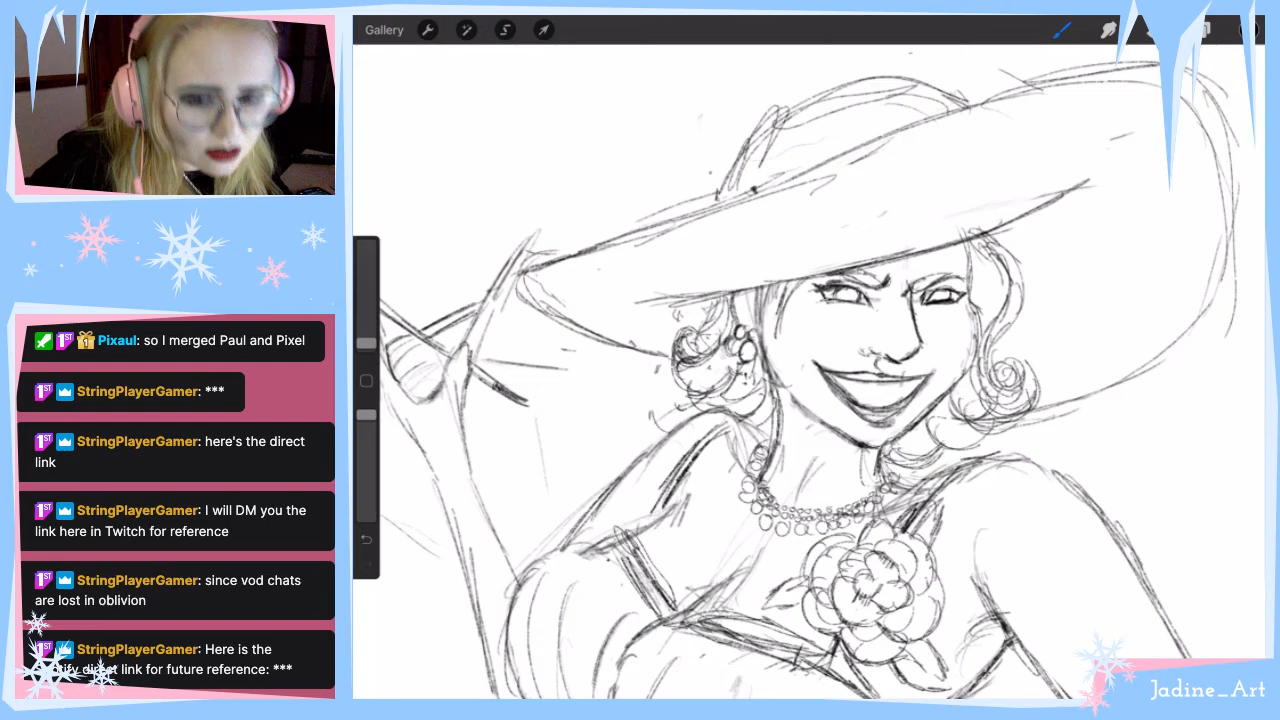 Gallery
Pixaul: so I merged Paul and Pixel
StringPlayerGamer: ***
StringPlayerGamer: here's the direct
link
StringPlayerGamer: I will DM you the
link here in Twitch for reference
StringPlayerGamer: since vod chats
are lost in oblivion
StringPlayerGamer: Here is the
direct link for future reference: ***
Jadine_Art